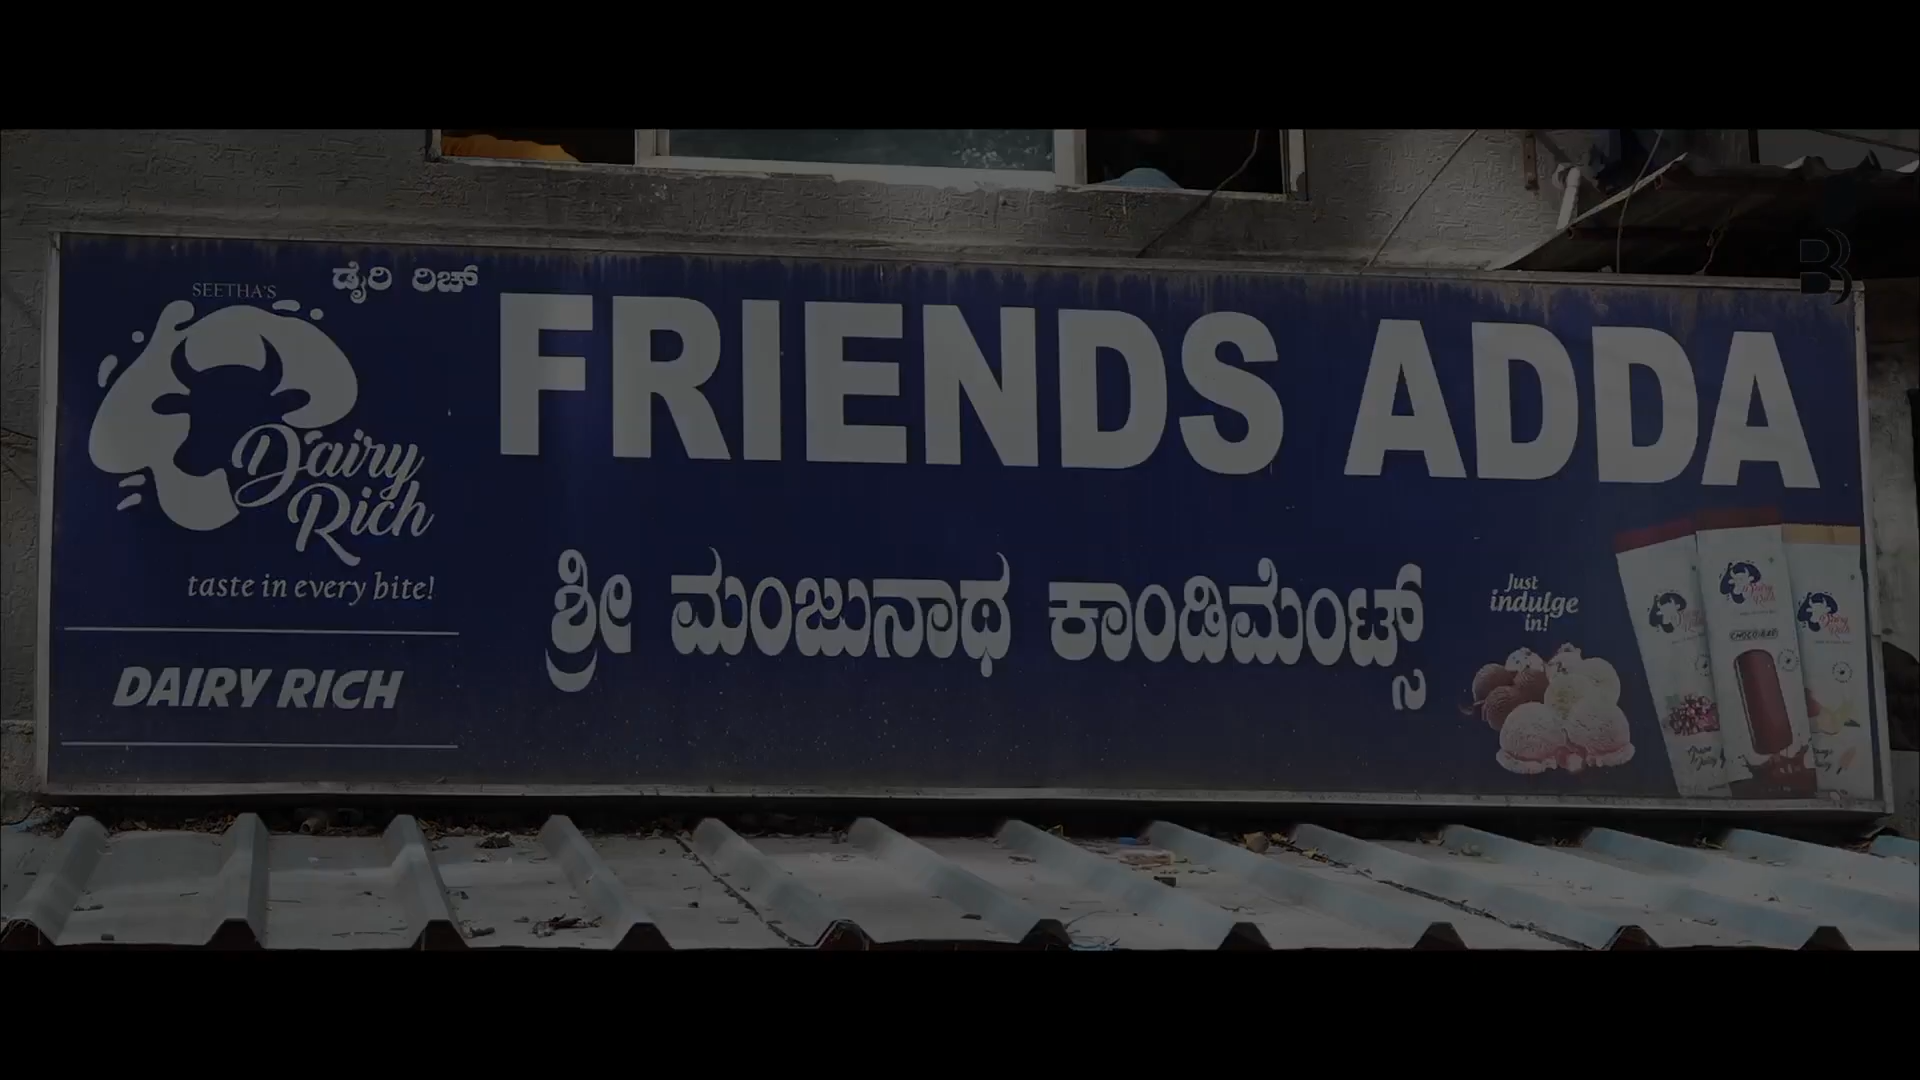 SEETHA'S
ಡೈರಿ ರಿಚ್
FRIENDS ADDA
Dairy
Rich
taste in every bite!
DAIRY RICH
ಶ್ರೀ ಮಂಜುನಾಥ ಕಾಂಡಿಮೆಂಟ್ಸ್
Just
indulge
in!
B